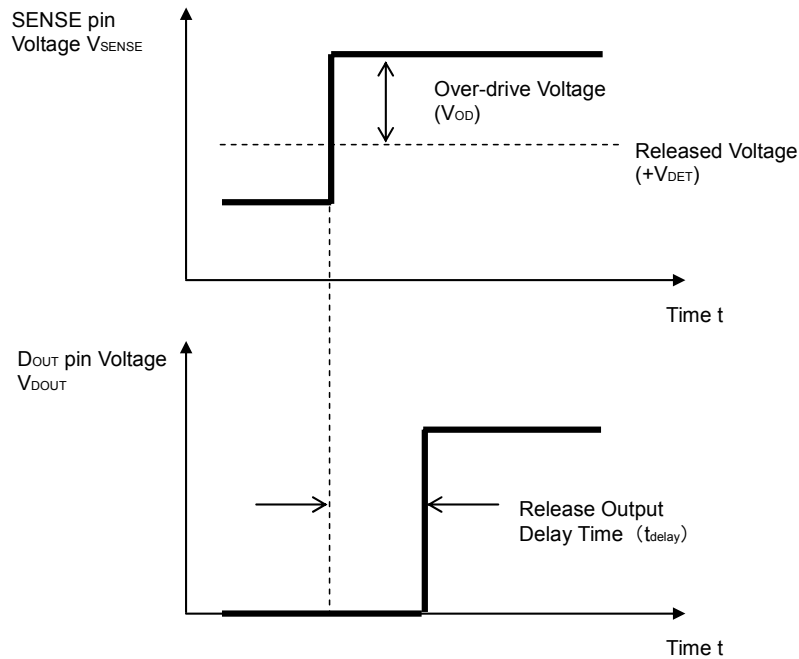 SENSE pin
Voltage VSENSE
Over-drive Voltage
(VOD)
Released Voltage
(+VDET)
Time t
DOUT pin Voltage
VDOUT
Release Output
Delay Time（tdelay）
Time t